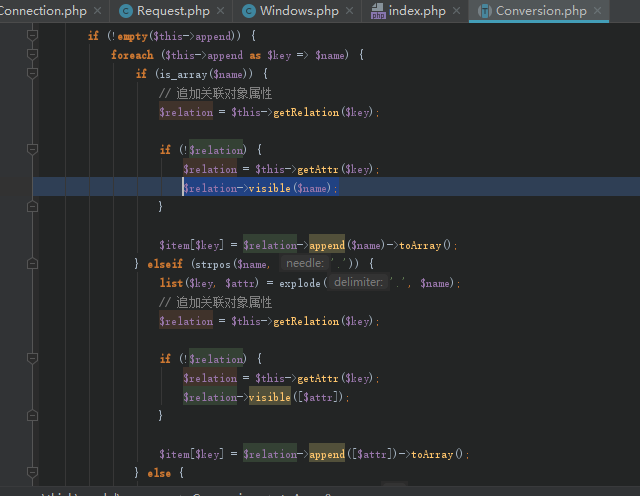 Connection.php Request.php Windows.php index.php Conversion.php
if (!empty($this->append)) {
foreach ($this->append as $key => $name) {
if (is_array($name)) {
// 追加关联对象属性
$relation = $this->getRelation($key);
if (!$relation) {
$relation = $this->getAttr($key);
$relation->visible($name);
}
$item[$key] = $relation->append($name)->toArray();
} elseif (strpos($name, needle: '.')) {
list($key, $attr) = explode( delimiter: '.', $name);
// 追加关联对象属性
$relation = $this->getRelation($key);
if (!$relation) {
$relation = $this->getAttr($key);
$relation->visible([$attr]);
}
$item[$key] = $relation->append([$attr])->toArray();
} else {